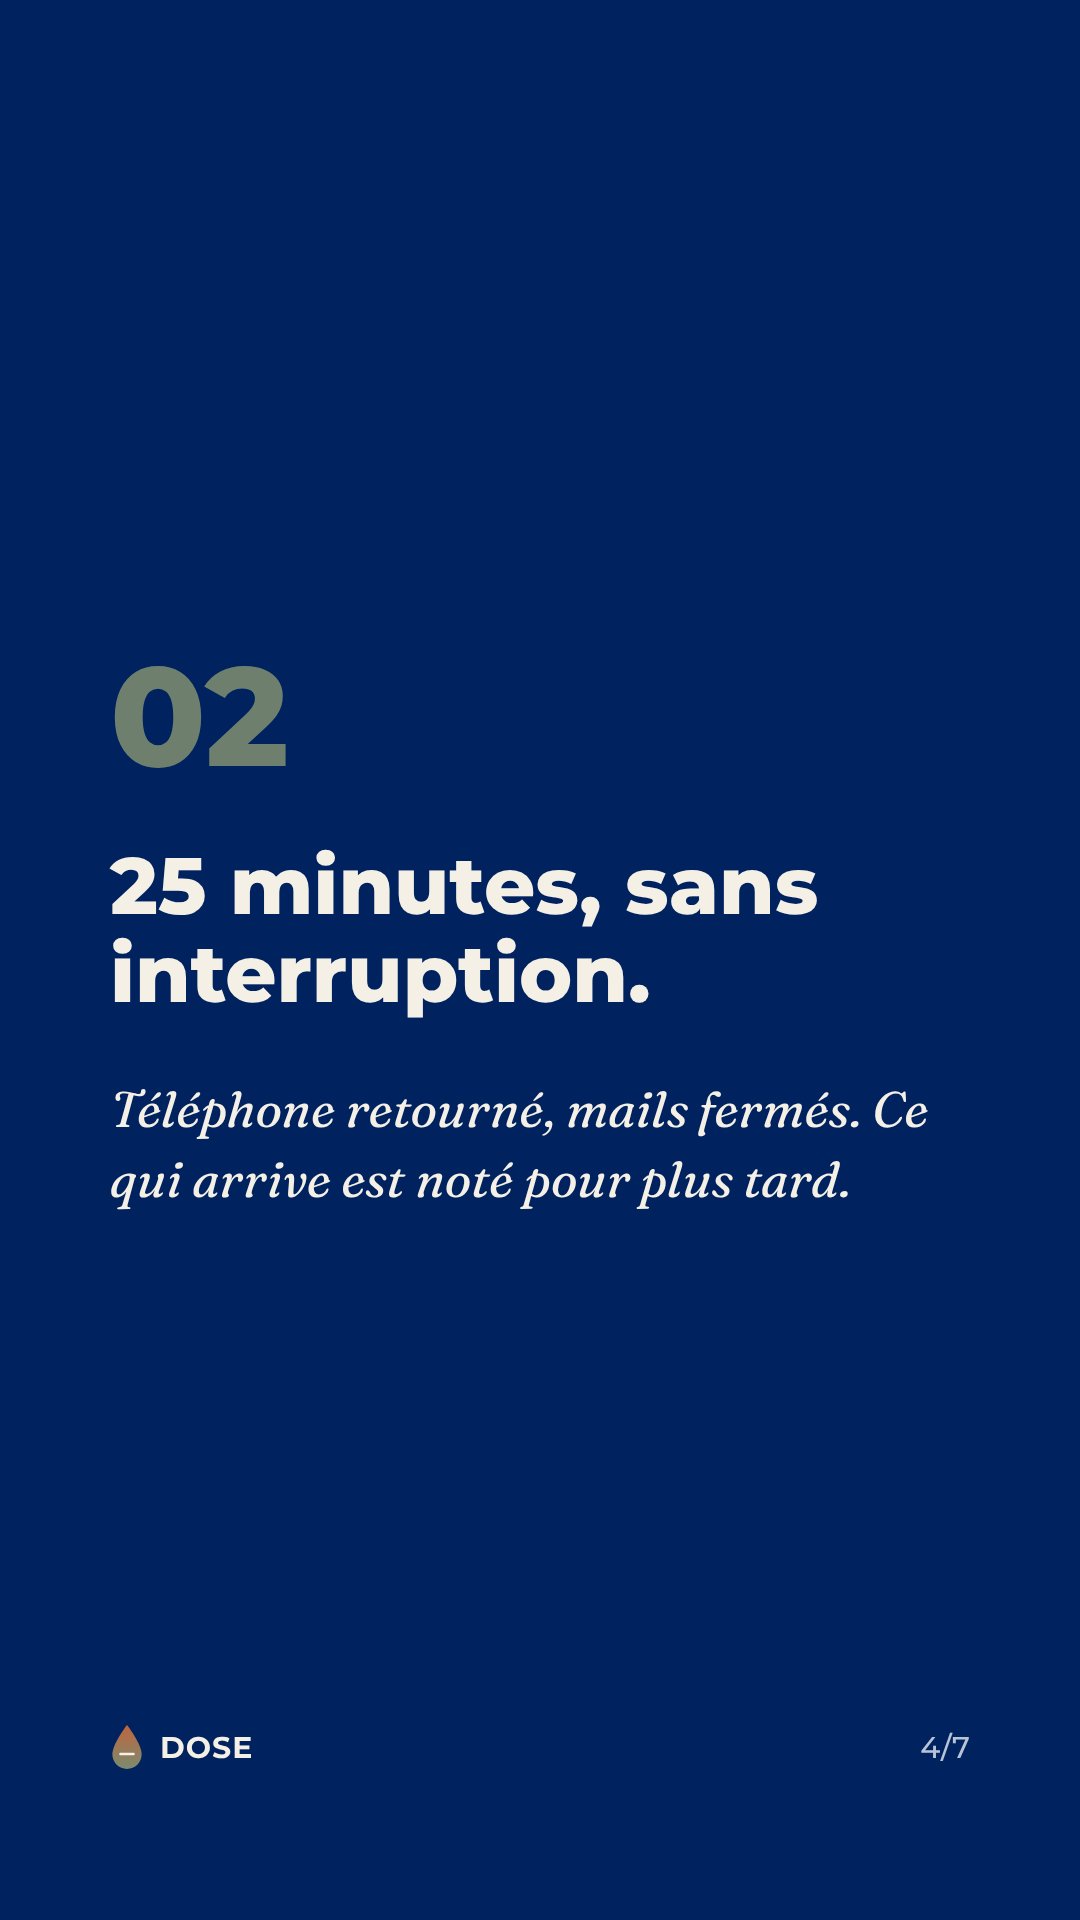 02
25 minutes, sans
interruption.
Téléphone retourné, mails fermés. Ce
qui arrive est noté pour plus tard.
DOSE
4/7